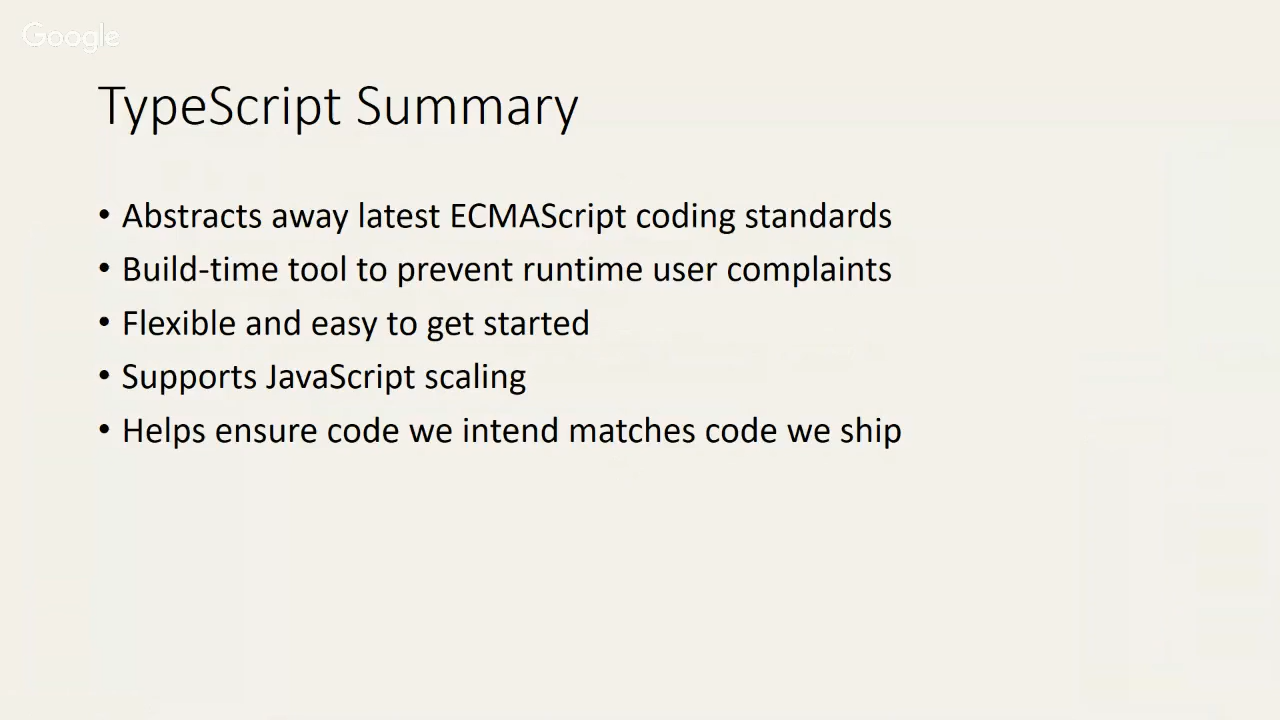 Google
TypeScript Summary
• Abstracts away latest ECMAScript coding standards
• Build-time tool to prevent runtime user complaints
• Flexible and easy to get started
• Supports JavaScript scaling
• Helps ensure code we intend matches code we ship